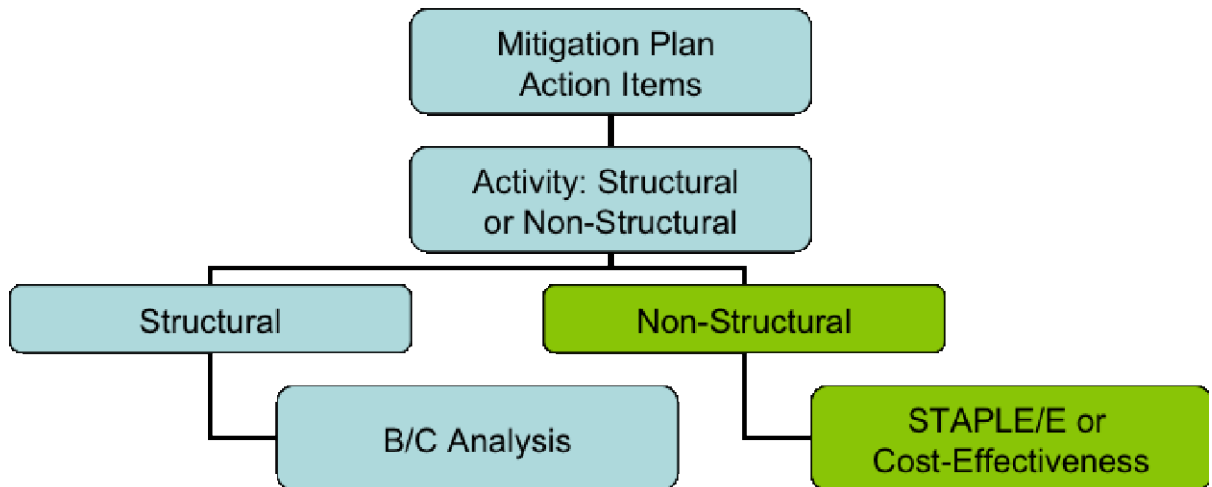 Mitigation Plan
Action Items
Activity: Structural
or Non-Structural
Structural
Non-Structural
B/C Analysis
STAPLE/E or
Cost-Effectiveness